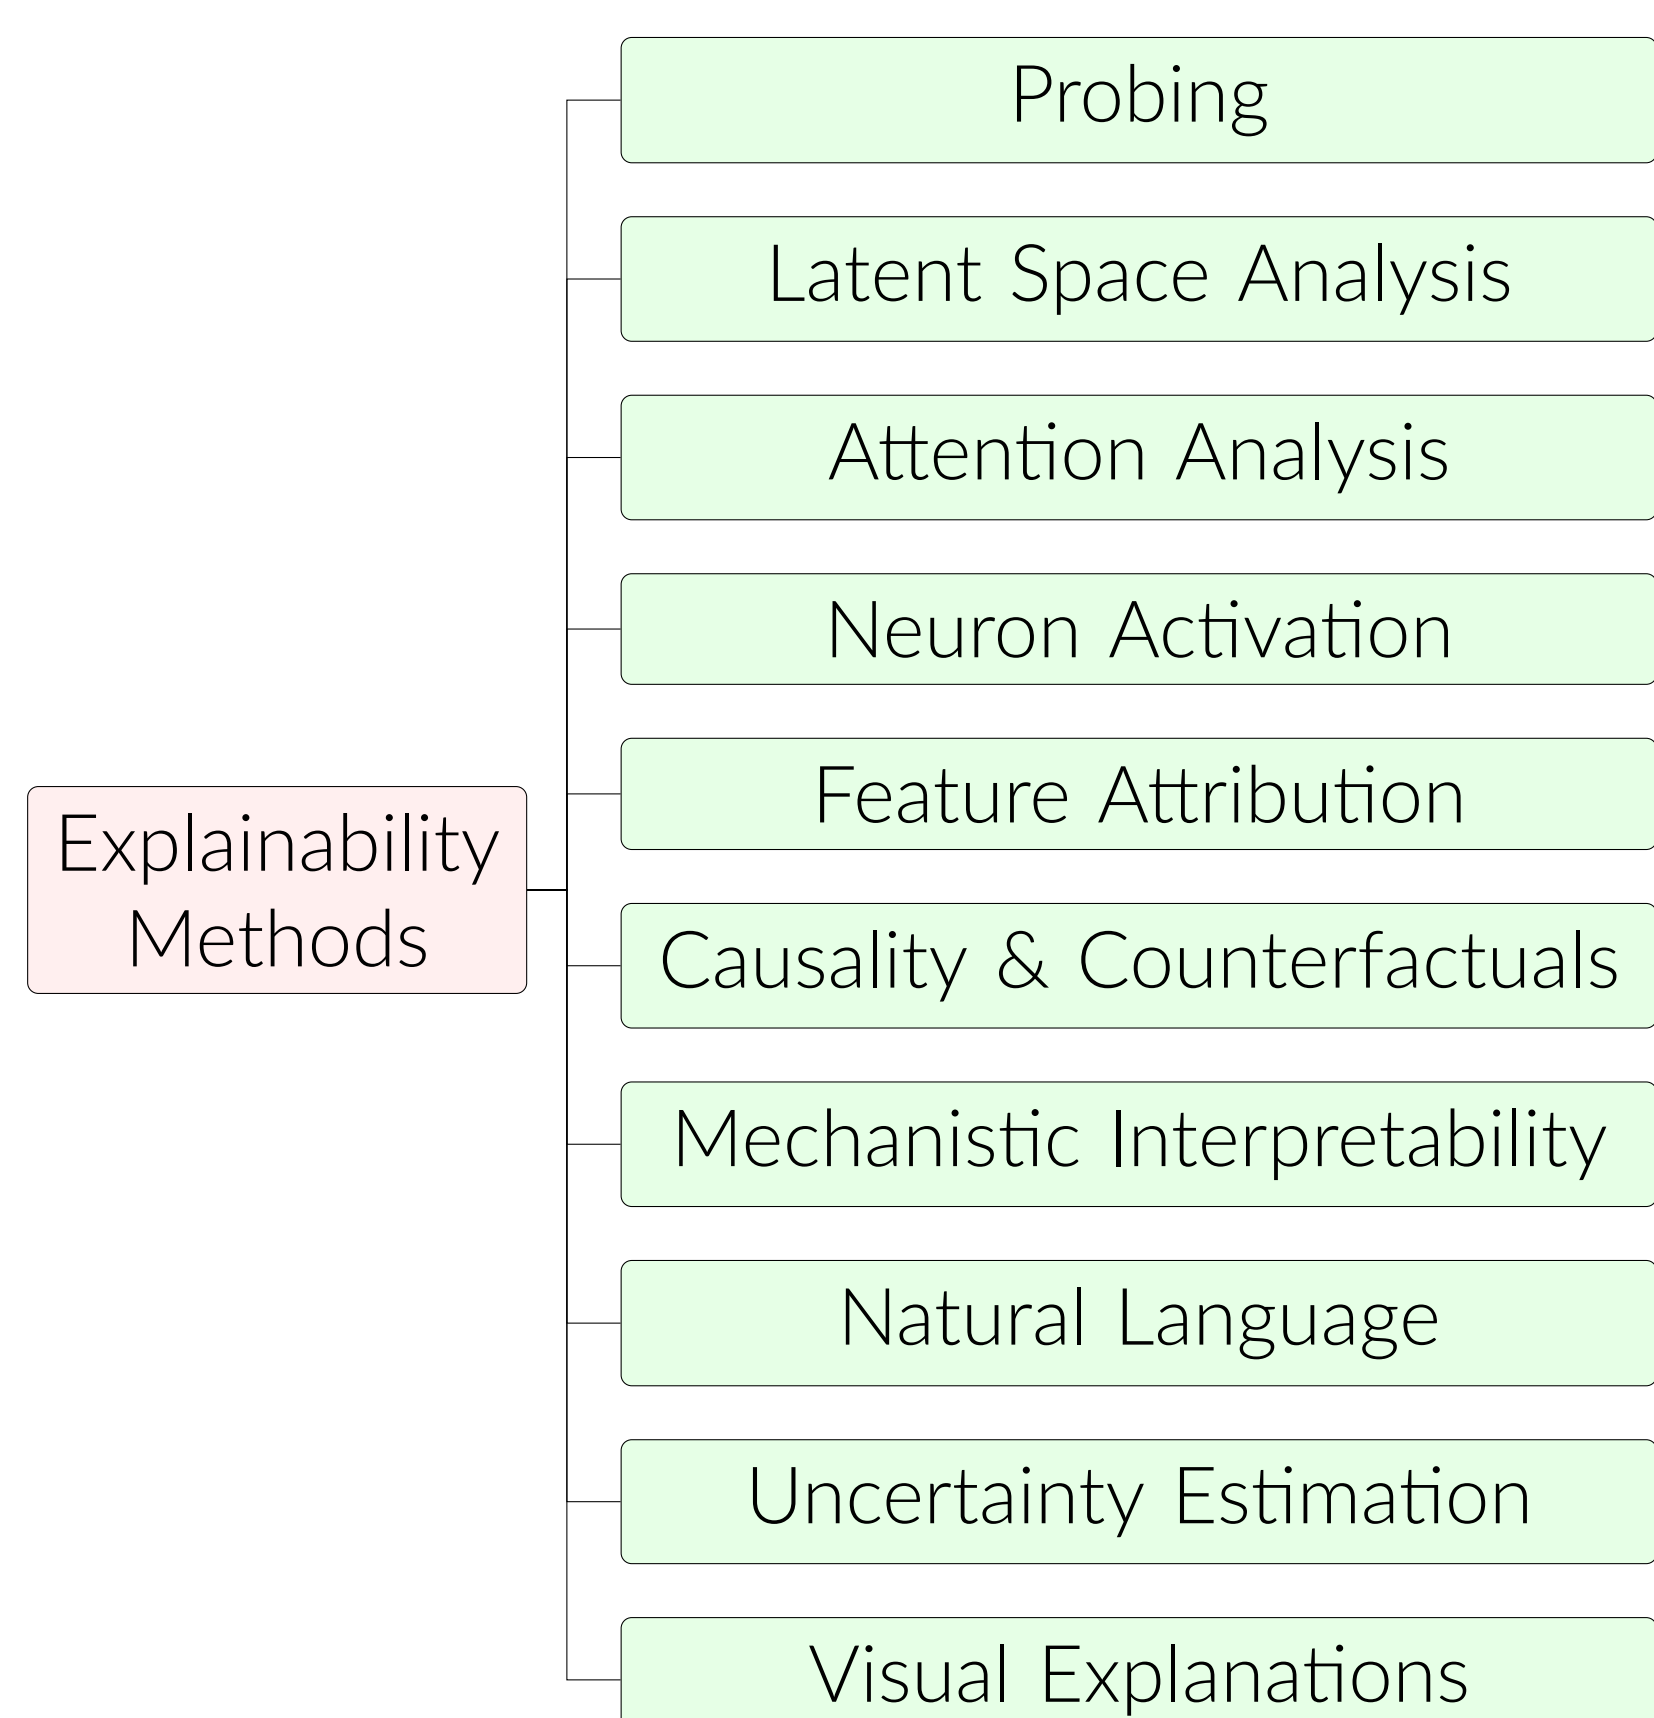 Probing
Latent Space Analysis
Attention Analysis
Neuron Activation
Feature Attribution
Explainability
Methods
Causality & Counterfactuals
Mechanistic Interpretability
Natural Language
Uncertainty Estimation
Visual Explanations